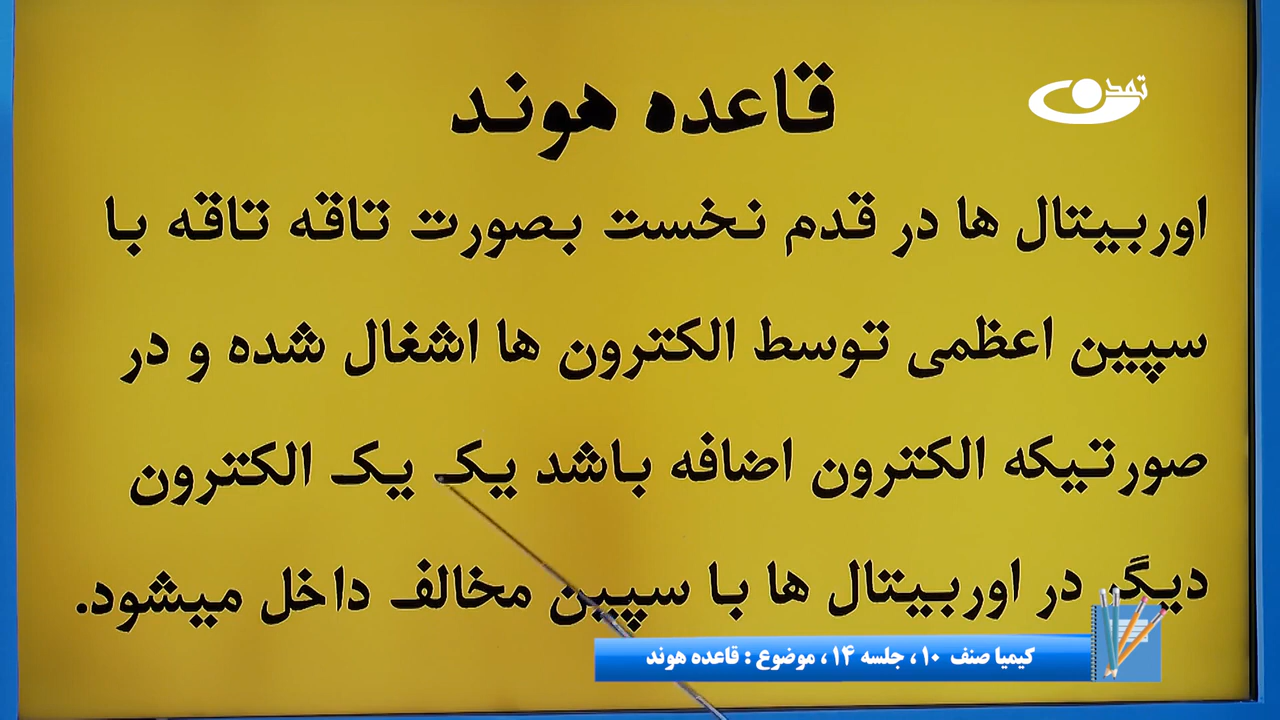 قاعده هوند
تمدن
اوربیتال ها در قدم نخست بصورت تاقه تاقه با
سپین اعظمی توسط الکترون ها اشغال شده و در
صورتیکه الکترون اضافه باشد یک یک الکترون
دیگر در اوربیتال ها با سپین مخالف داخل میشود.
کیمیا صنف ۱۰، جلسه ۱۴، موضوع : قاعده هوند